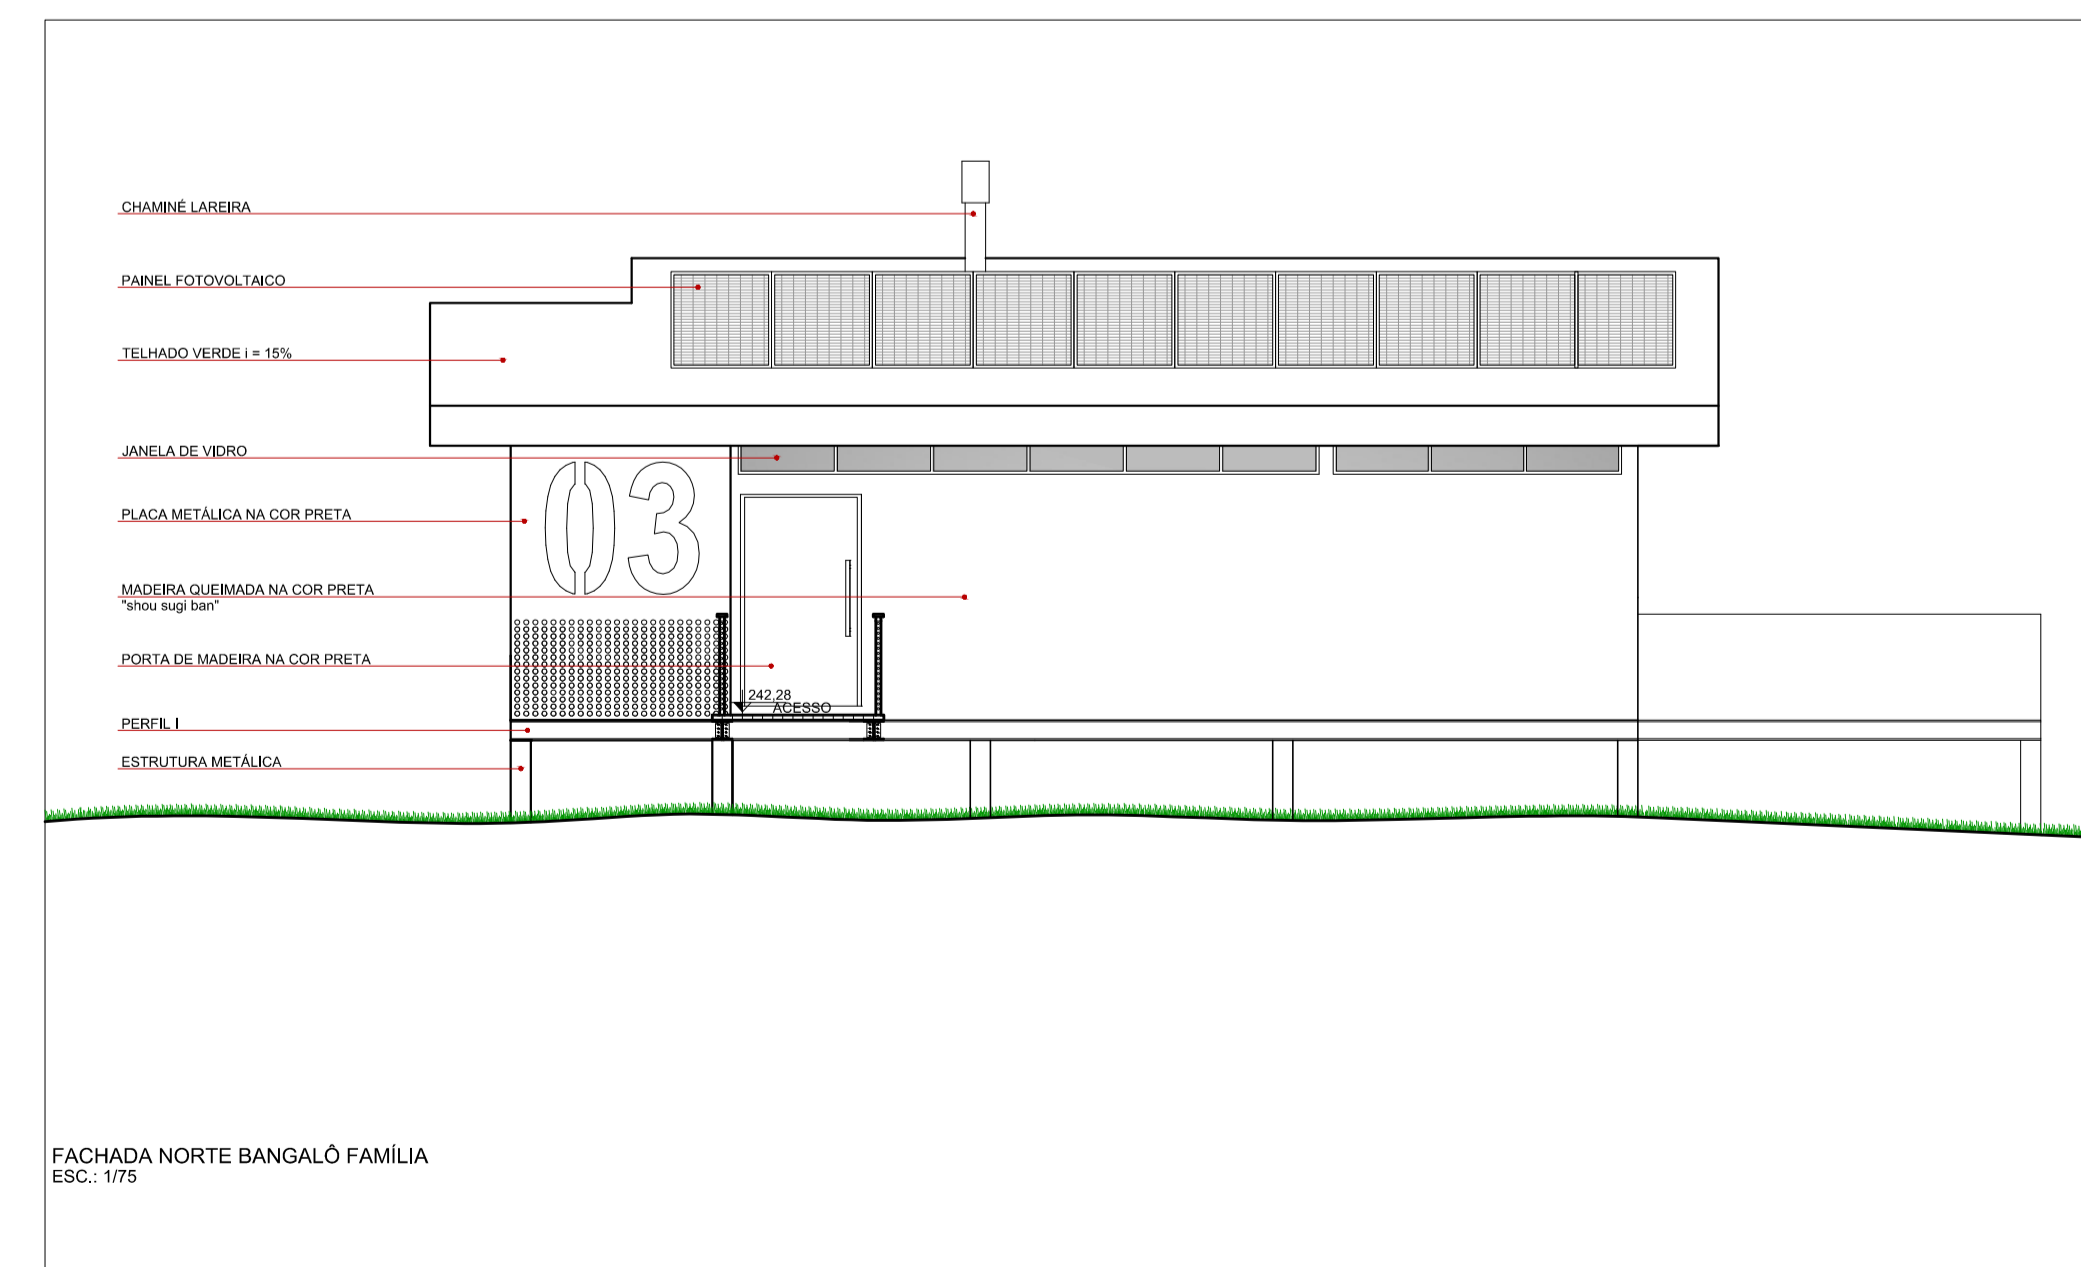 CHAMINÉ LAREIRA
PAINEL FOTOVOLTAICO
TELHADO VERDE i = 15%
JANELA DE VIDRO
03
PLACA METÁLICA NA COR PRETA
MADEIRA QUEIMADA NA COR PRETA
"shou sugi ban"
PORTA DE MADEIRA NA COR PRETA
242,28
ACESSO
PERFIL I
ESTRUTURA METÁLICA
FACHADA NORTE BANGALÔ FAMÍLIA
ESC.: 1/75